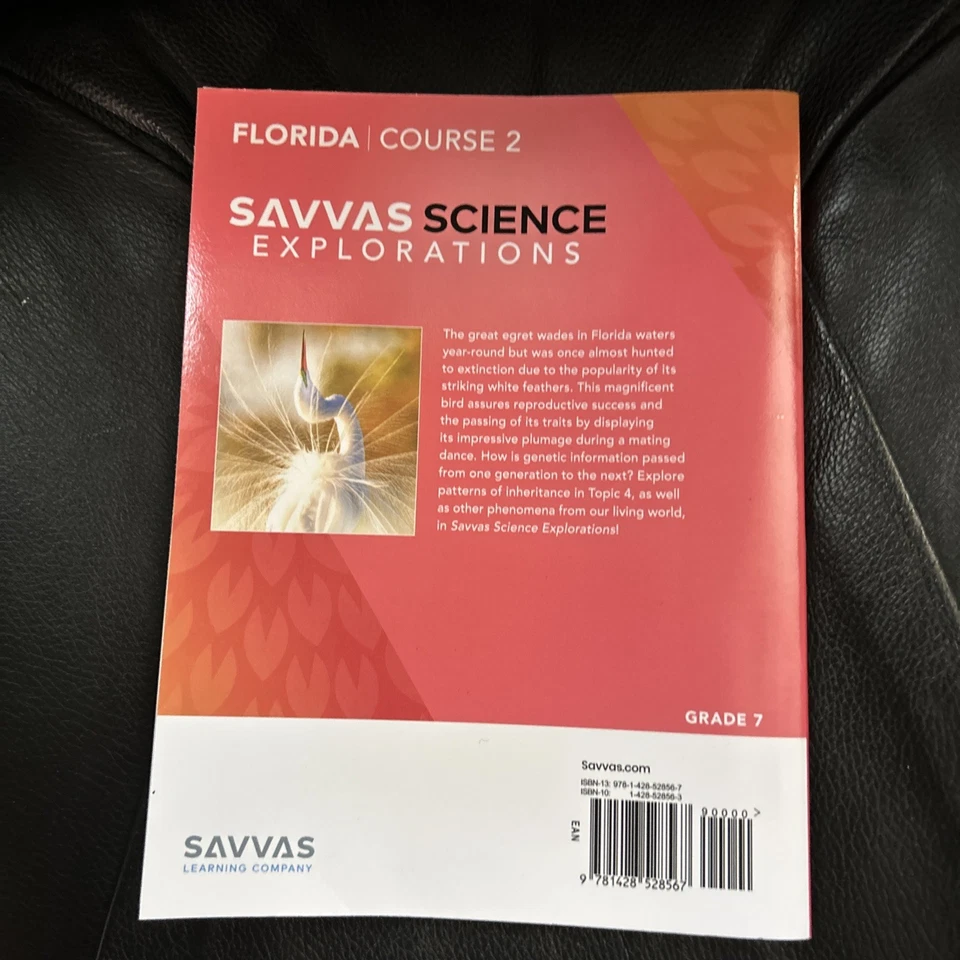 FLORIDA | COURSE 2
SAVVAS SCIENCE
EXPLORATIONS
The great egret wades in Florida waters
year-round but was once almost hunted
to extinction due to the popularity of its
striking white feathers. This magnificent
bird assures reproductive success and
the passing of its traits by displaying
its impressive plumage during a mating
dance. How is genetic information passed
from one generation to the next? Explore
patterns of inheritance in Topic 4, as well
as other phenomena from our living world,
in Savvas Science Explorations!
GRADE 7
Savvas.com
ISBN-13: 978-1-428-52856-7
ISBN-10: 1-428-52856-3
90000>
EAN
9 781428 528567
SAVVAS
LEARNING COMPANY